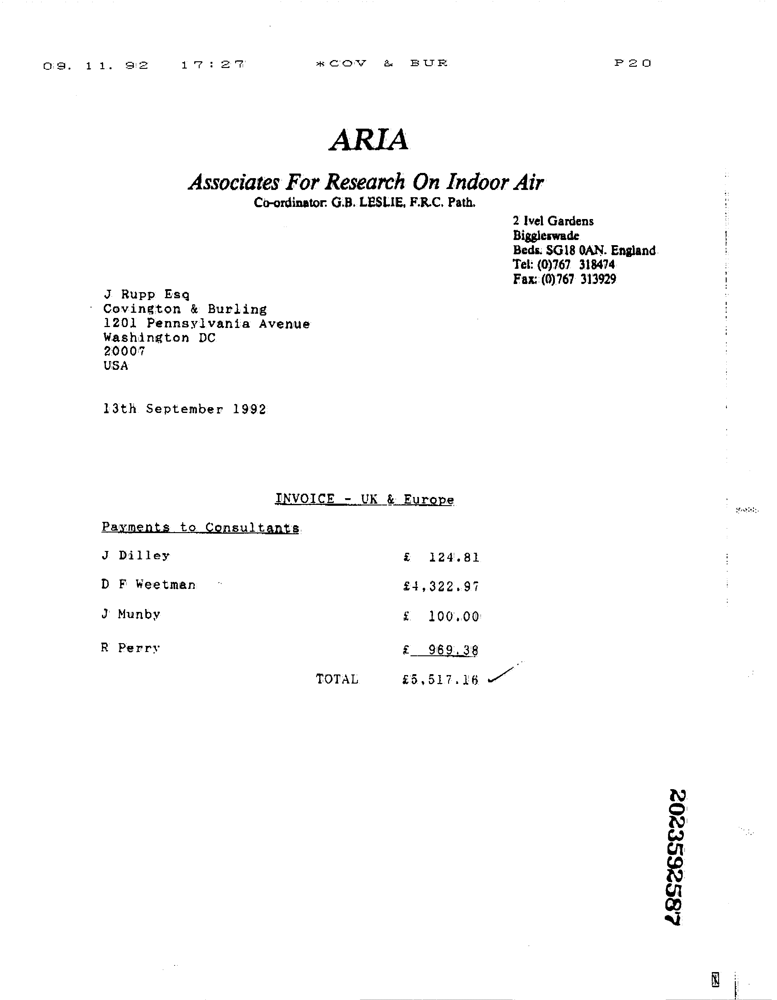 09. 11. 92 17:27 *COV & BUR P20
ARIA
Associates For Research On Indoor Air
Co-ordinator: G.B. LESLIE, F.R.C. Path.
2 Ivel Gardens
Biggleswade
Beds. SG18 0AN. England
Tel: (0)767 318474
Fax: (0)767 313929
J Rupp Esq
Covington & Burling
1201 Pennsylvania Avenue
Washington DC
20007
USA
13th September 1992
INVOICE - UK & Europe
Payments to Consultants
J Dilley £ 124.81
D F Weetman £4,322.97
J Munby £ 100.00
R Perry £ 969.38
TOTAL £5,517.16
2023592587